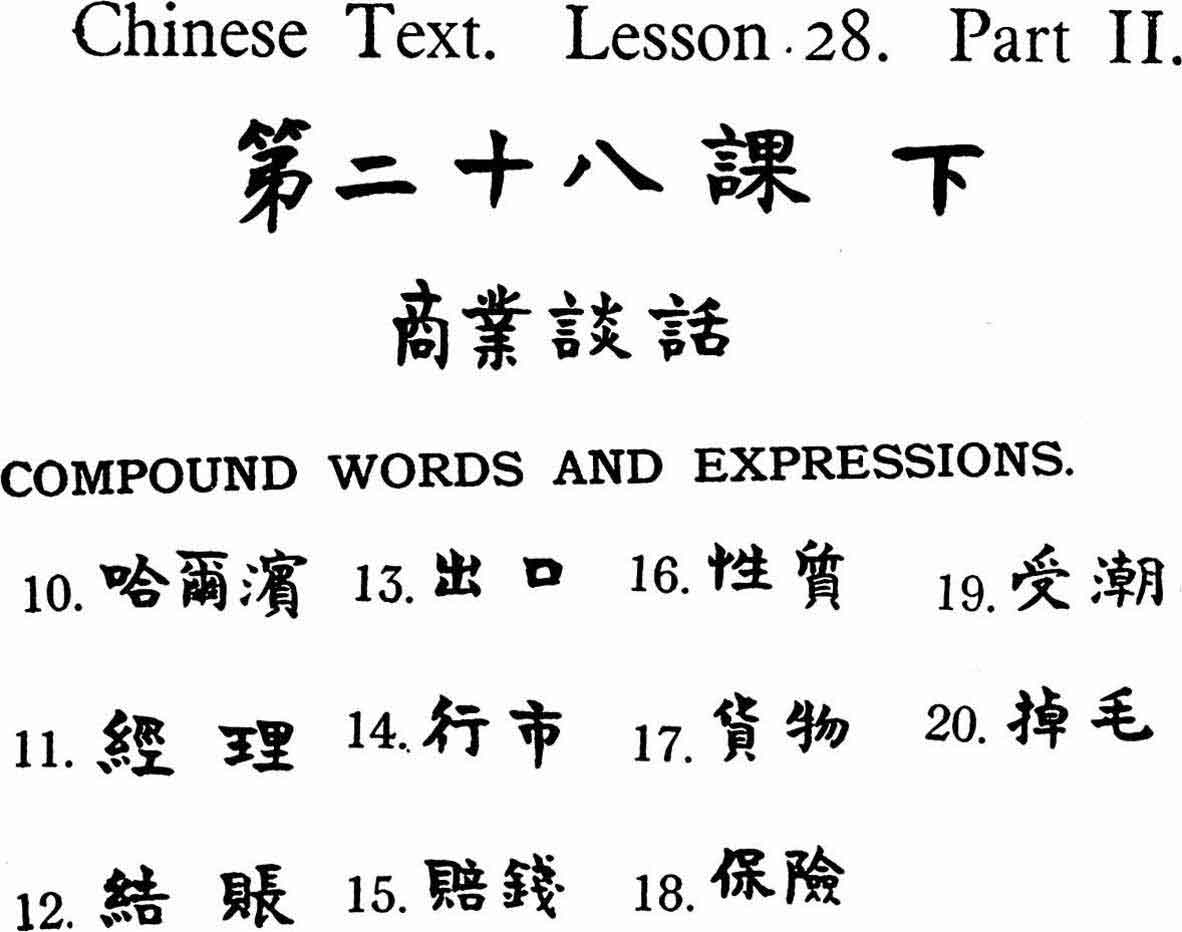 Chinese Text. Lesson 28. Part II.
第二十八課 下
商業談話
COMPOUND WORDS AND EXPRESSIONS.
10. 哈爾濱 13. 出口 16. 性質 19. 受潮
11. 經理 14. 行市 17. 貨物 20. 掉毛
12. 結賬 15. 賠錢 18. 保險